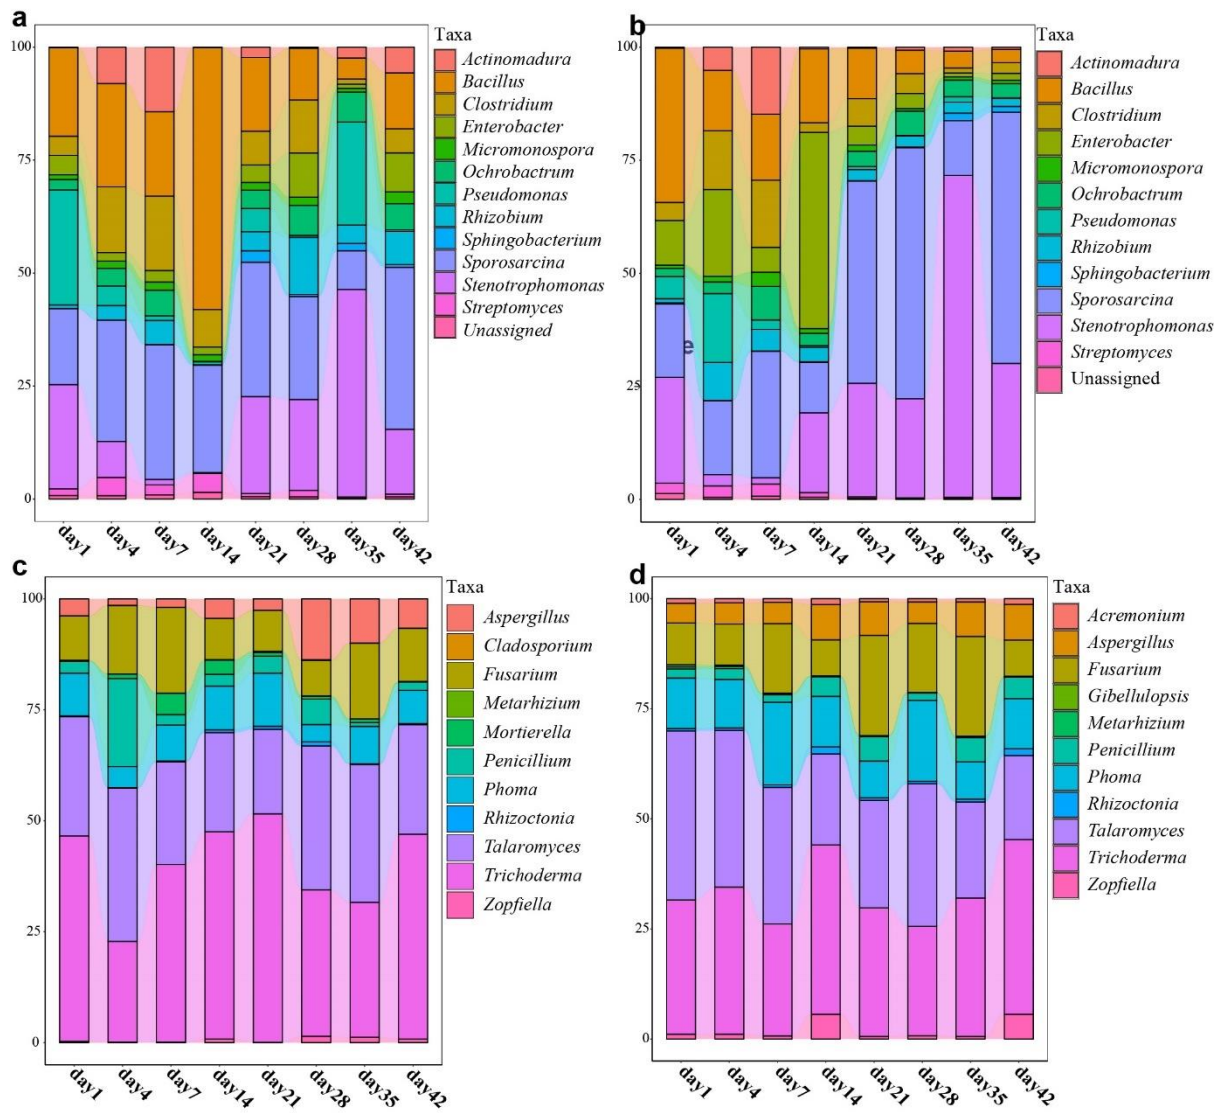 a
Taxa
100
75
50
25
0
Actinomadura
Bacillus
Clostridium
Enterobacter
Micromonospora
Ochrobactrum
Pseudomonas
Rhizobium
Sphingobacterium
Sporosarcina
Stenotrophomonas
Streptomyces
Unassigned
day1 day4 day7 day14 day21 day28 day35 day42
b
Taxa
100
75
50
25
0
e
Actinomadura
Bacillus
Clostridium
Enterobacter
Micromonospora
Ochrobactrum
Pseudomonas
Rhizobium
Sphingobacterium
Sporosarcina
Stenotrophomonas
Streptomyces
Unassigned
day1 day4 day7 day14 day21 day28 day35 day42
c
Taxa
100
75
50
25
0
Aspergillus
Cladosporium
Fusarium
Metarhizium
Mortierella
Penicillium
Phoma
Rhizoctonia
Talaromyces
Trichoderma
Zopfiella
day1 day4 day7 day14 day21 day28 day35 day42
d
Taxa
100
75
50
25
0
Acremonium
Aspergillus
Fusarium
Gibellulopsis
Metarhizium
Penicillium
Phoma
Rhizoctonia
Talaromyces
Trichoderma
Zopfiella
day1 day4 day7 day14 day21 day28 day35 day42